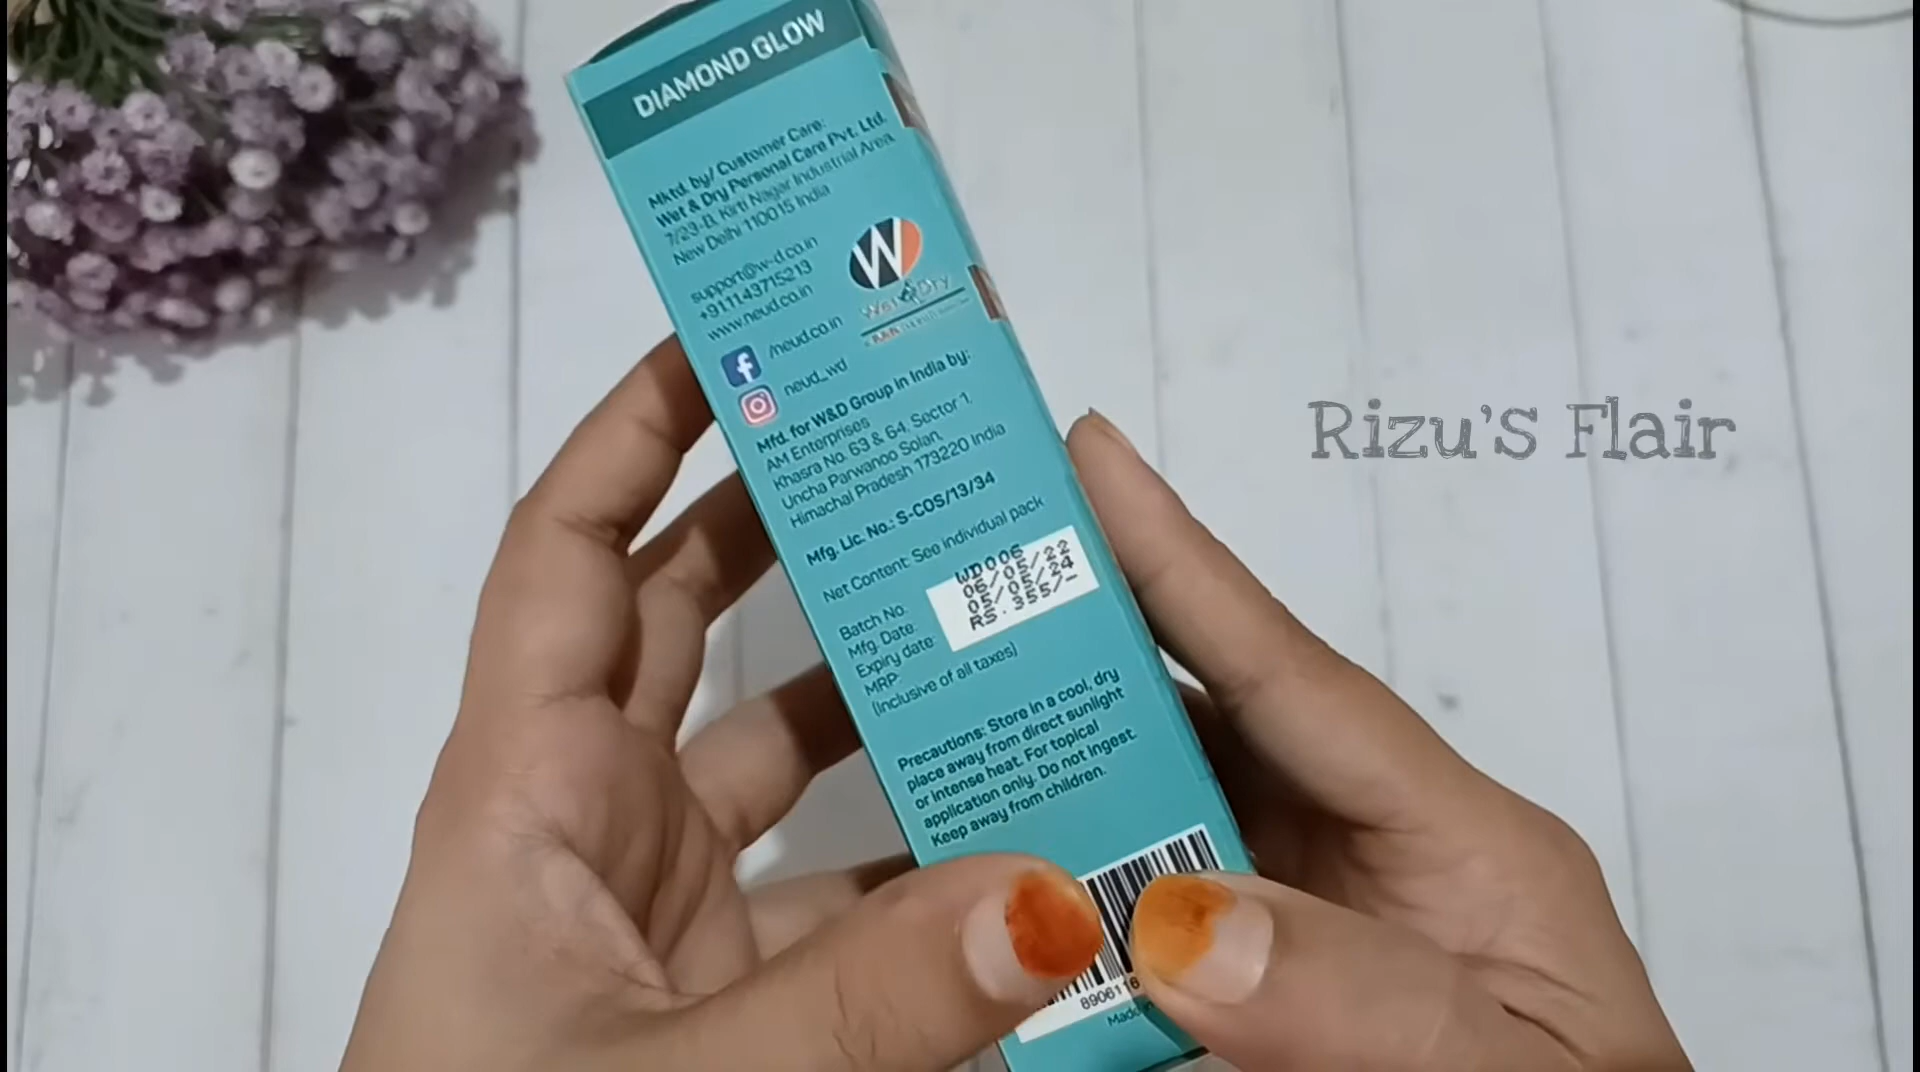 DIAMOND GLOW
Mktd. by/ Customer Care:
Wet & Dry Personal Care Pvt. Ltd.
7/23-B, Kirti Nagar Industrial Area,
New Delhi 110015 India
support@w-d.co.in
+911143715213
www.neud.co.in
W
Wet & Dry
/neud.co.in
neud_wd
Mfd. for W&D Group in India by:
AM Enterprises
Khasra No. 63 & 64, Sector 1,
Uncha Parwanoo Solan,
Himachal Pradesh 173220 India
Mfg. Lic. No.: S-COS/13/34
Net Content: See individual pack
Batch No: WD006
Mfg. Date: 06/05/22
Expiry date: 05/05/24
MRP: RS. 355/-
(Inclusive of all taxes)
Precautions: Store in a cool, dry
place away from direct sunlight
or intense heat. For topical
application only. Do not ingest.
Keep away from children.
8906116
Made
Rizu's Flair